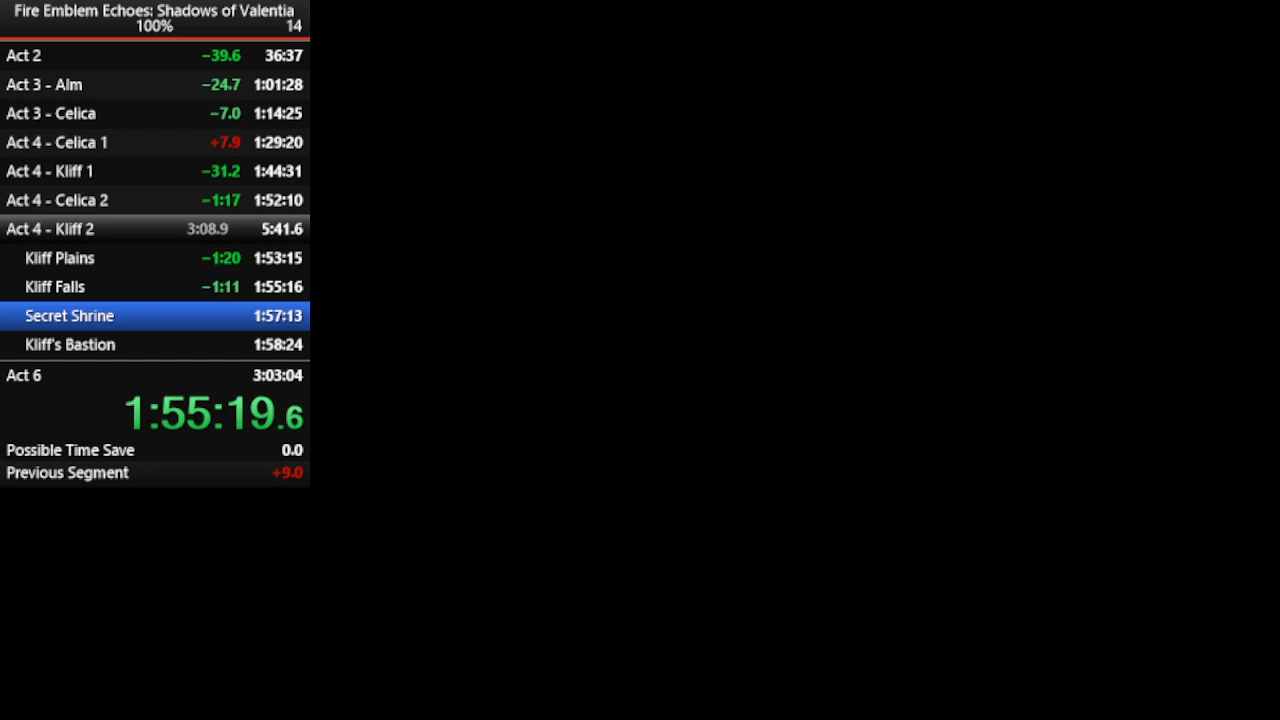 Fire Emblem Echoes: Shadows of Valentia
100% 14
Act 2 −39.6 36:37
Act 3 - Alm −24.7 1:01:28
Act 3 - Celica −7.0 1:14:25
Act 4 - Celica 1 +7.9 1:29:20
Act 4 - Kliff 1 −31.2 1:44:31
Act 4 - Celica 2 −1:17 1:52:10
Act 4 - Kliff 2 3:08.9 5:41.6
Kliff Plains −1:20 1:53:15
Kliff Falls −1:11 1:55:16
Secret Shrine 1:57:13
Kliff's Bastion 1:58:24
Act 6 3:03:04
1:55:19.6
Possible Time Save 0.0
Previous Segment +9.0